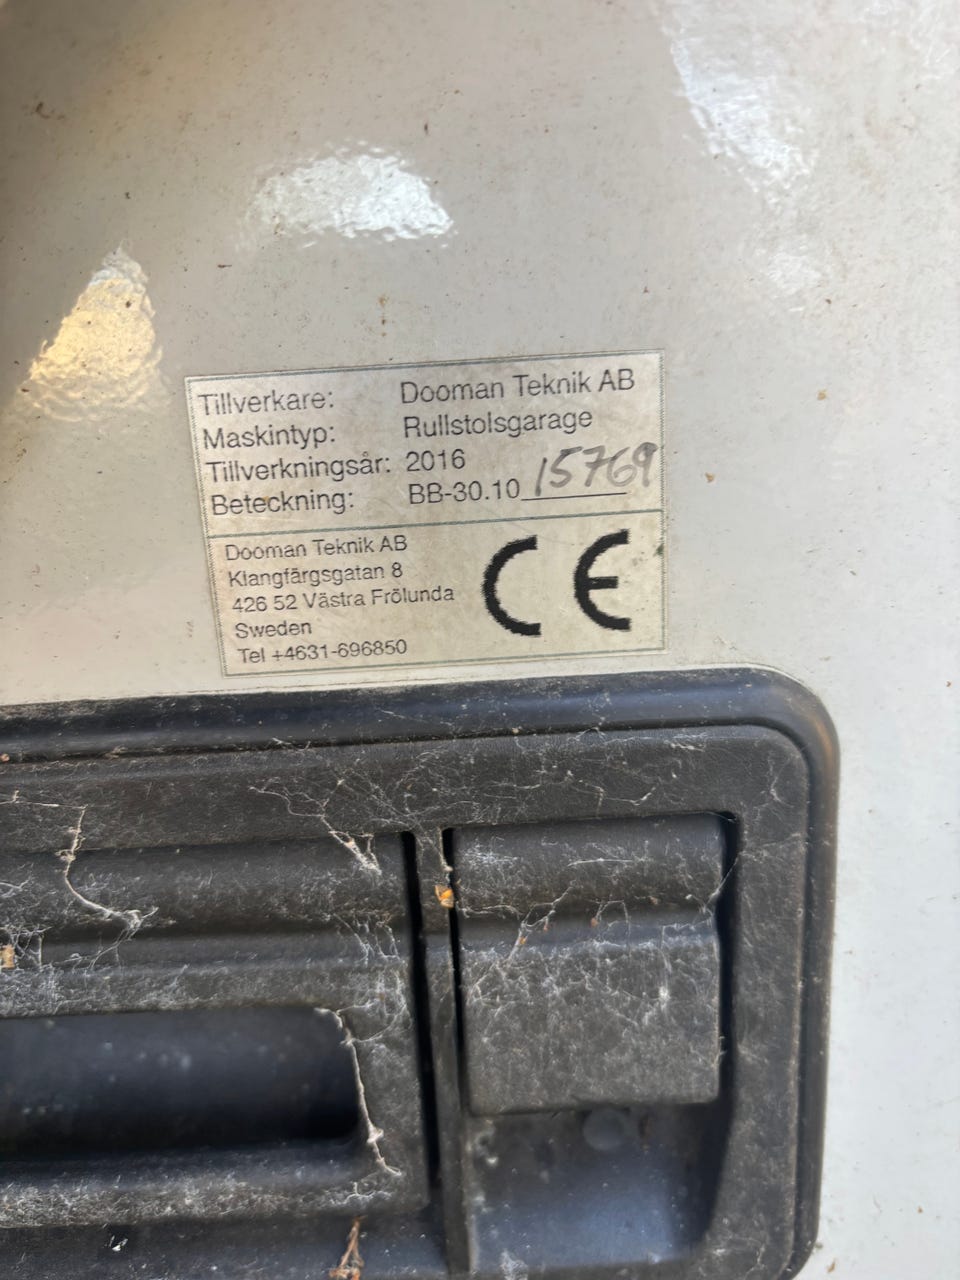 Tillverkare: Dooman Teknik AB
Maskintyp: Rullstolsgarage
Tillverkningsår: 2016
Beteckning: BB-30.10 15769
Dooman Teknik AB
Klangfärgsgatan 8
426 52 Västra Frölunda
Sweden
Tel +4631-696850
CE